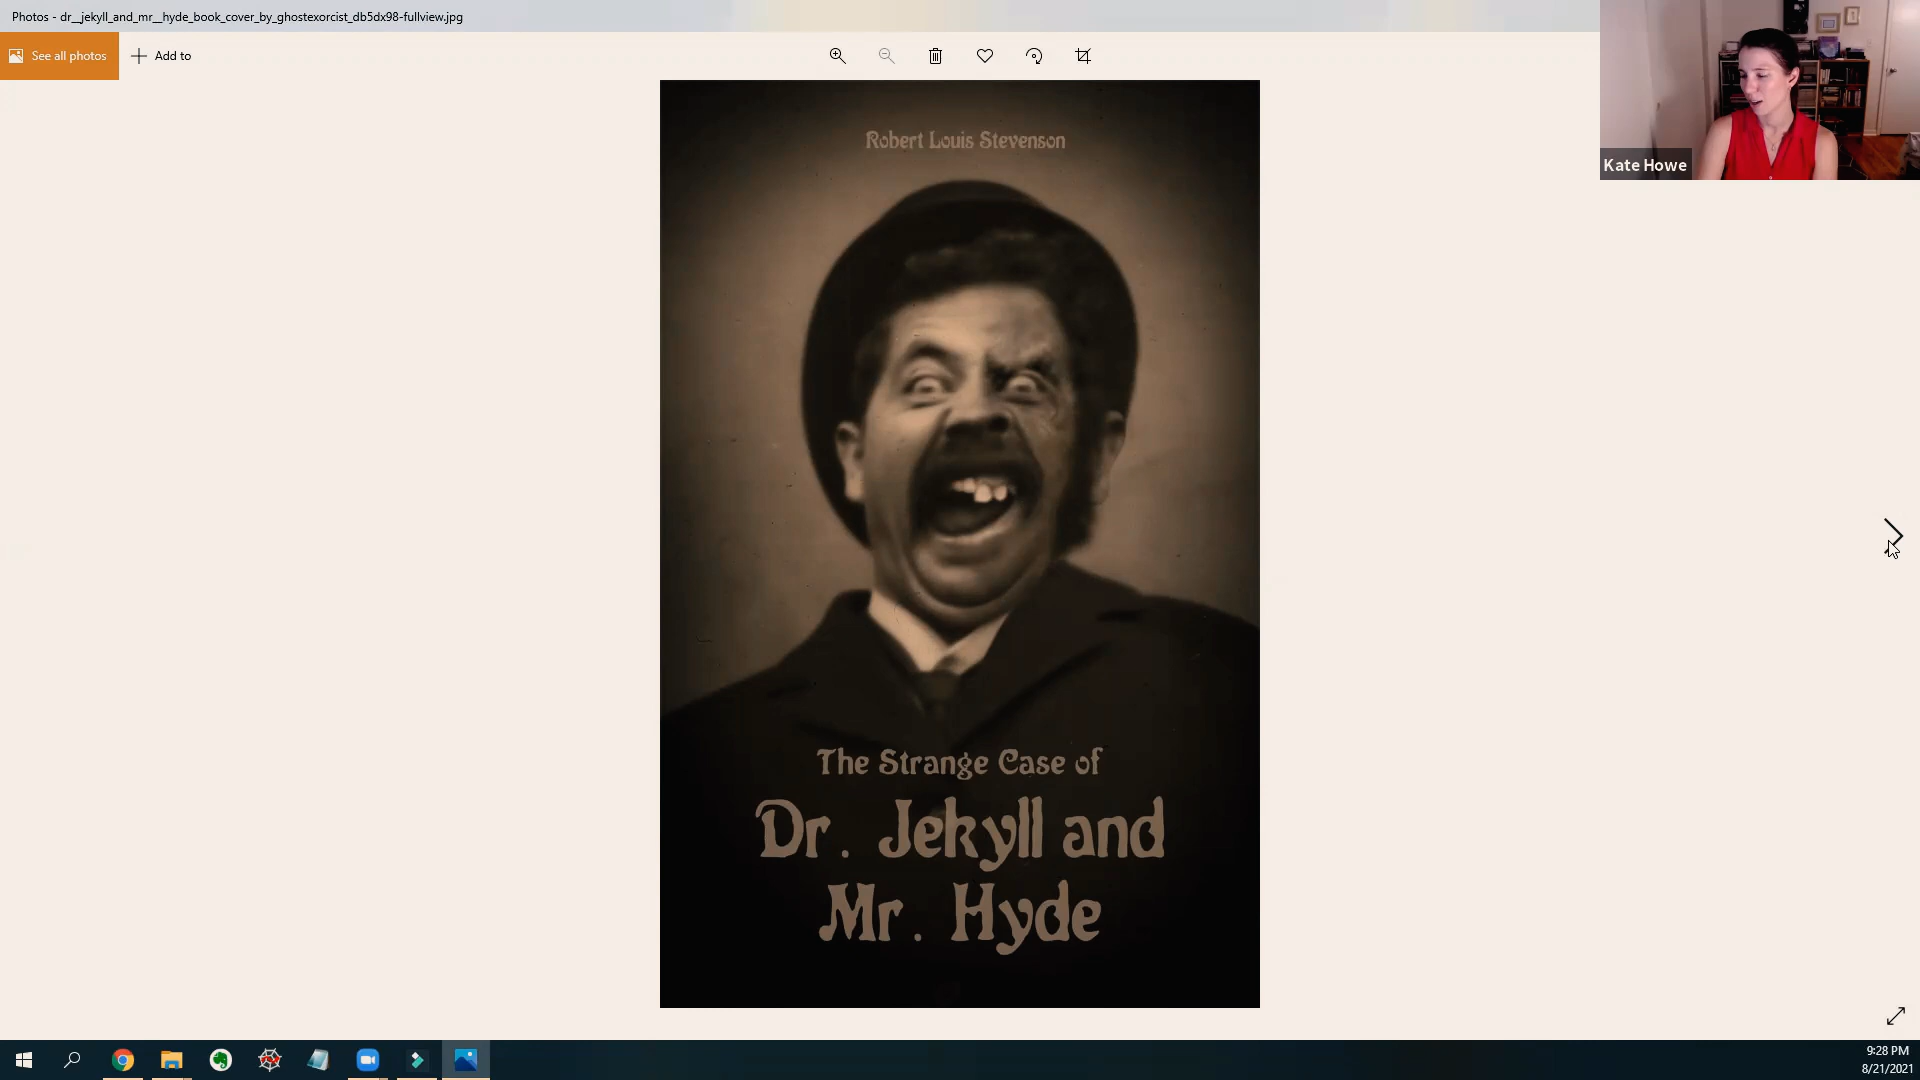 Photos - dr__jekyll_and_mr__hyde_book_cover_by_ghostexorcist_db5dx98-fullview.jpg
See all photos
Add to
Kate Howe
Robert Louis Stevenson
The Strange Case of
Dr. Jekyll and
Mr. Hyde
9:28 PM
8/21/2021